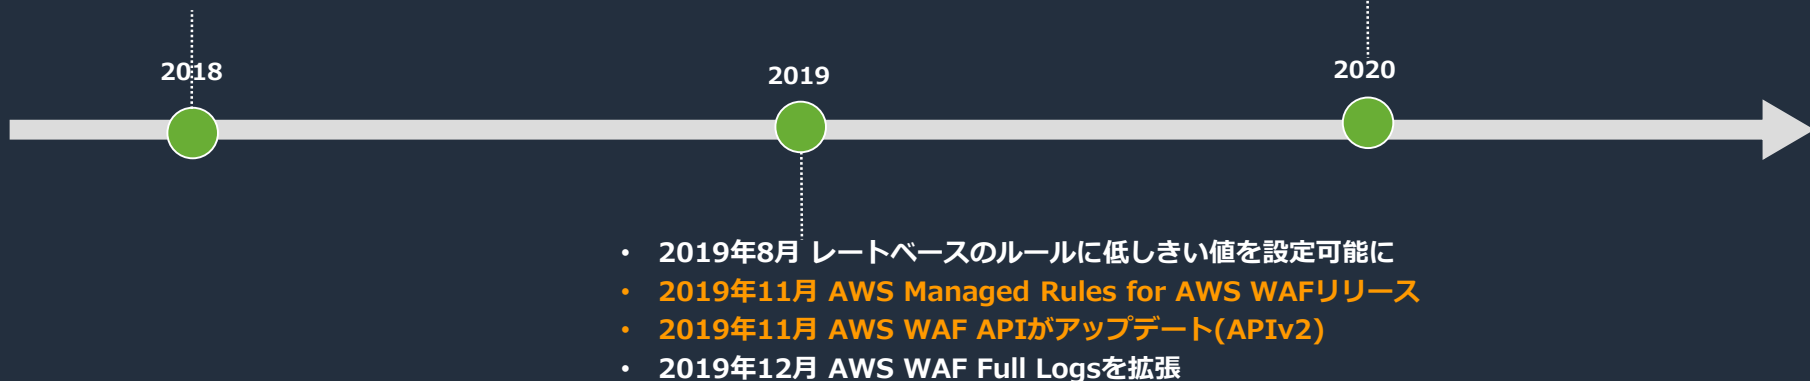 2018
2019
2020
• 2019年8月 レートベースのルールに低しきい値を設定可能に
• 2019年11月 AWS Managed Rules for AWS WAFリリース
• 2019年11月 AWS WAF APIがアップデート(APIv2)
• 2019年12月 AWS WAF Full Logsを拡張